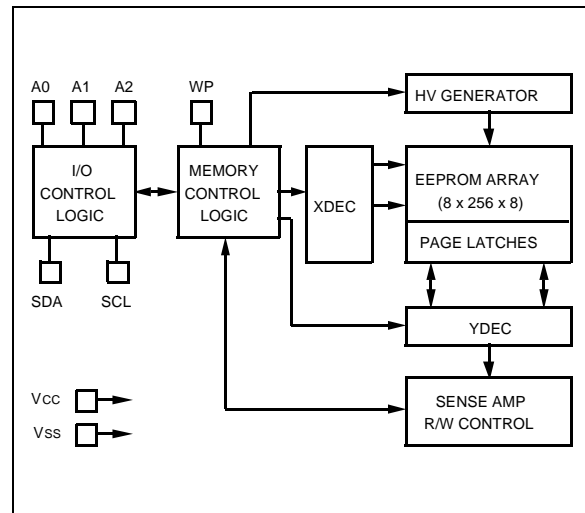 A0 A1 A2 WP
HV GENERATOR
I/O
CONTROL
LOGIC
MEMORY
CONTROL
LOGIC
XDEC
EEPROM ARRAY
(8 x 256 x 8)
PAGE LATCHES
SDA SCL
YDEC
VCC
VSS
SENSE AMP
R/W CONTROL